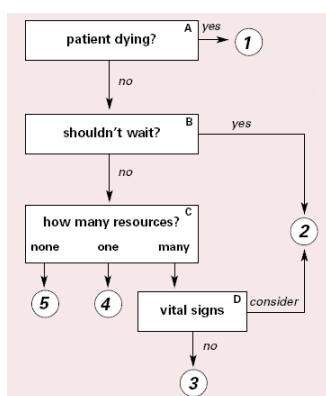 patient dying? A yes
1
no
shouldn't wait? B yes
no
2
how many resources? C
none one many
5 4 vital signs D consider
no
3